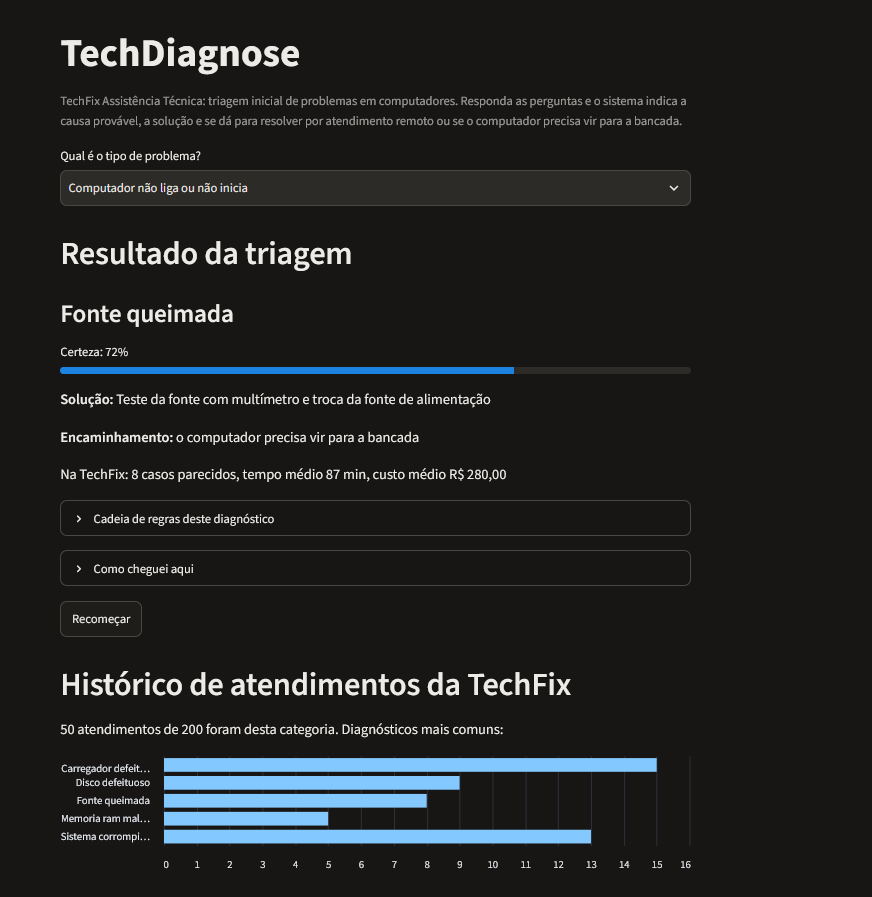 TechDiagnose
TechFix Assistência Técnica: triagem inicial de problemas em computadores. Responda as perguntas e o sistema indica a
causa provável, a solução e se dá para resolver por atendimento remoto ou se o computador precisa vir para a bancada.
Qual é o tipo de problema?
Computador não liga ou não inicia
Resultado da triagem
Fonte queimada
Certeza: 72%
Solução: Teste da fonte com multímetro e troca da fonte de alimentação
Encaminhamento: o computador precisa vir para a bancada
Na TechFix: 8 casos parecidos, tempo médio 87 min, custo médio R$ 280,00
Cadeia de regras deste diagnóstico
Como cheguei aqui
Recomeçar
Histórico de atendimentos da TechFix
50 atendimentos de 200 foram desta categoria. Diagnósticos mais comuns:
Carregador defeit…
Disco defeituoso
Fonte queimada
Memoria ram mal…
Sistema corrompi…
0 1 2 3 4 5 6 7 8 9 10 11 12 13 14 15 16